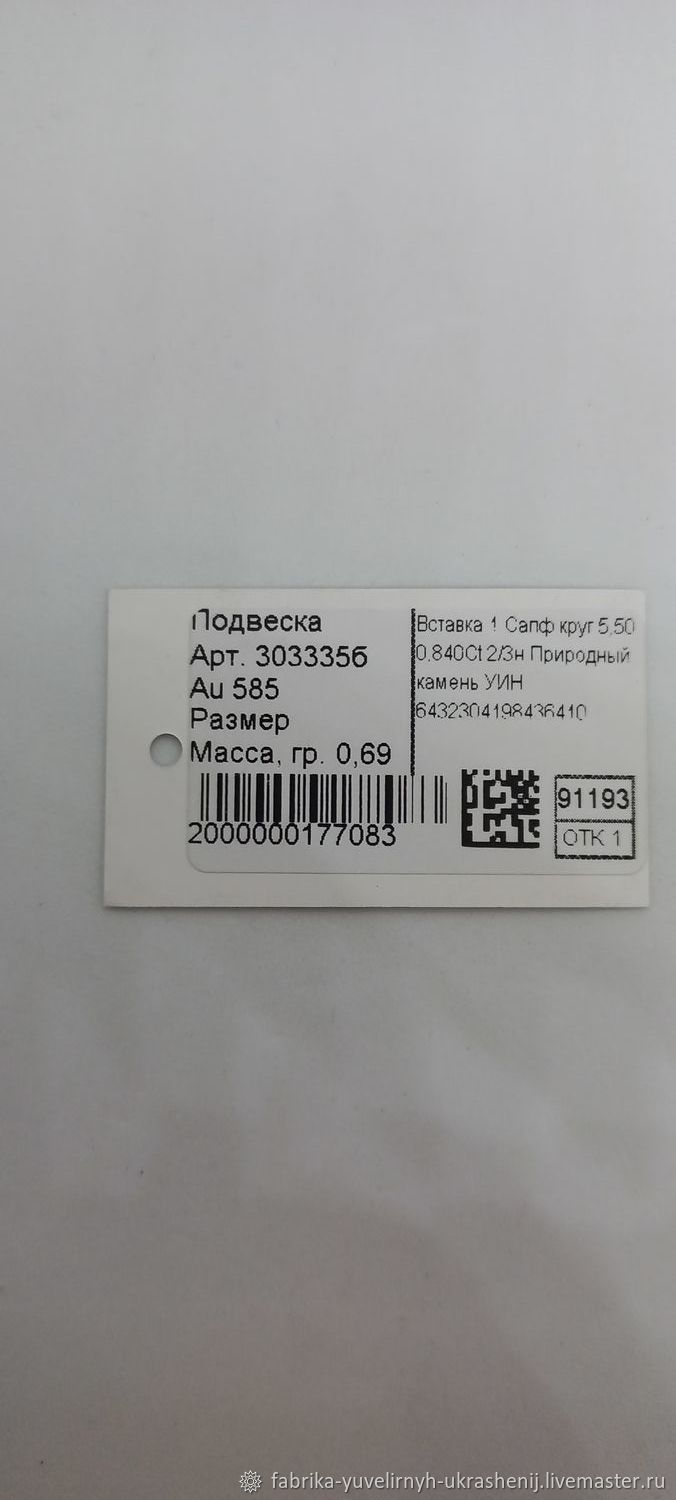 Подвеска
Арт. 303335б
Au 585
Размер
Масса, гр. 0,69
2000000177083
Вставка 1 Сапф круг 5,50
0,840Ct 2/3н Природный
камень УИН
6432304198436410
91193
ОТК 1
fabrika-yuvelirnyh-ukrashenij.livemaster.ru